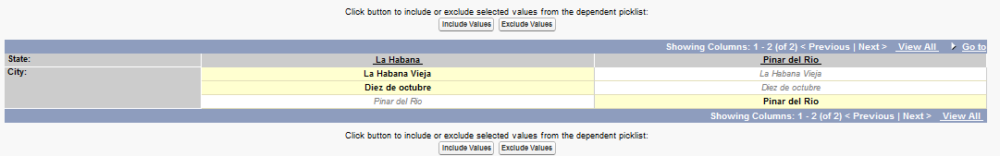 Click button to include or exclude selected values from the dependent picklist:
Include Values Exclude Values
Showing Columns: 1 - 2 (of 2) < Previous | Next > View All Go to
State: La Habana Pinar del Rio
City: La Habana Vieja La Habana Vieja
Diez de octubre Diez de octubre
Pinar del Rio Pinar del Rio
Showing Columns: 1 - 2 (of 2) < Previous | Next > View All
Click button to include or exclude selected values from the dependent picklist:
Include Values Exclude Values